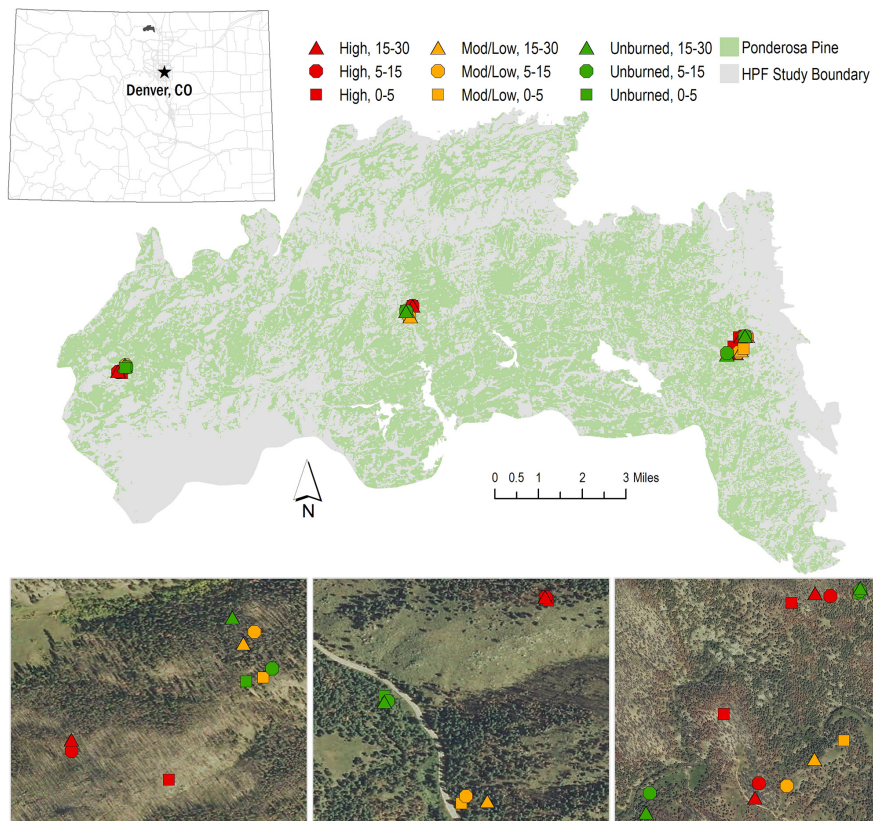 Denver, CO
High, 15-30
Mod/Low, 15-30
Unburned, 15-30
Ponderosa Pine
High, 5-15
Mod/Low, 5-15
Unburned, 5-15
HPF Study Boundary
High, 0-5
Mod/Low, 0-5
Unburned, 0-5
N
0 0.5 1 2 3 Miles